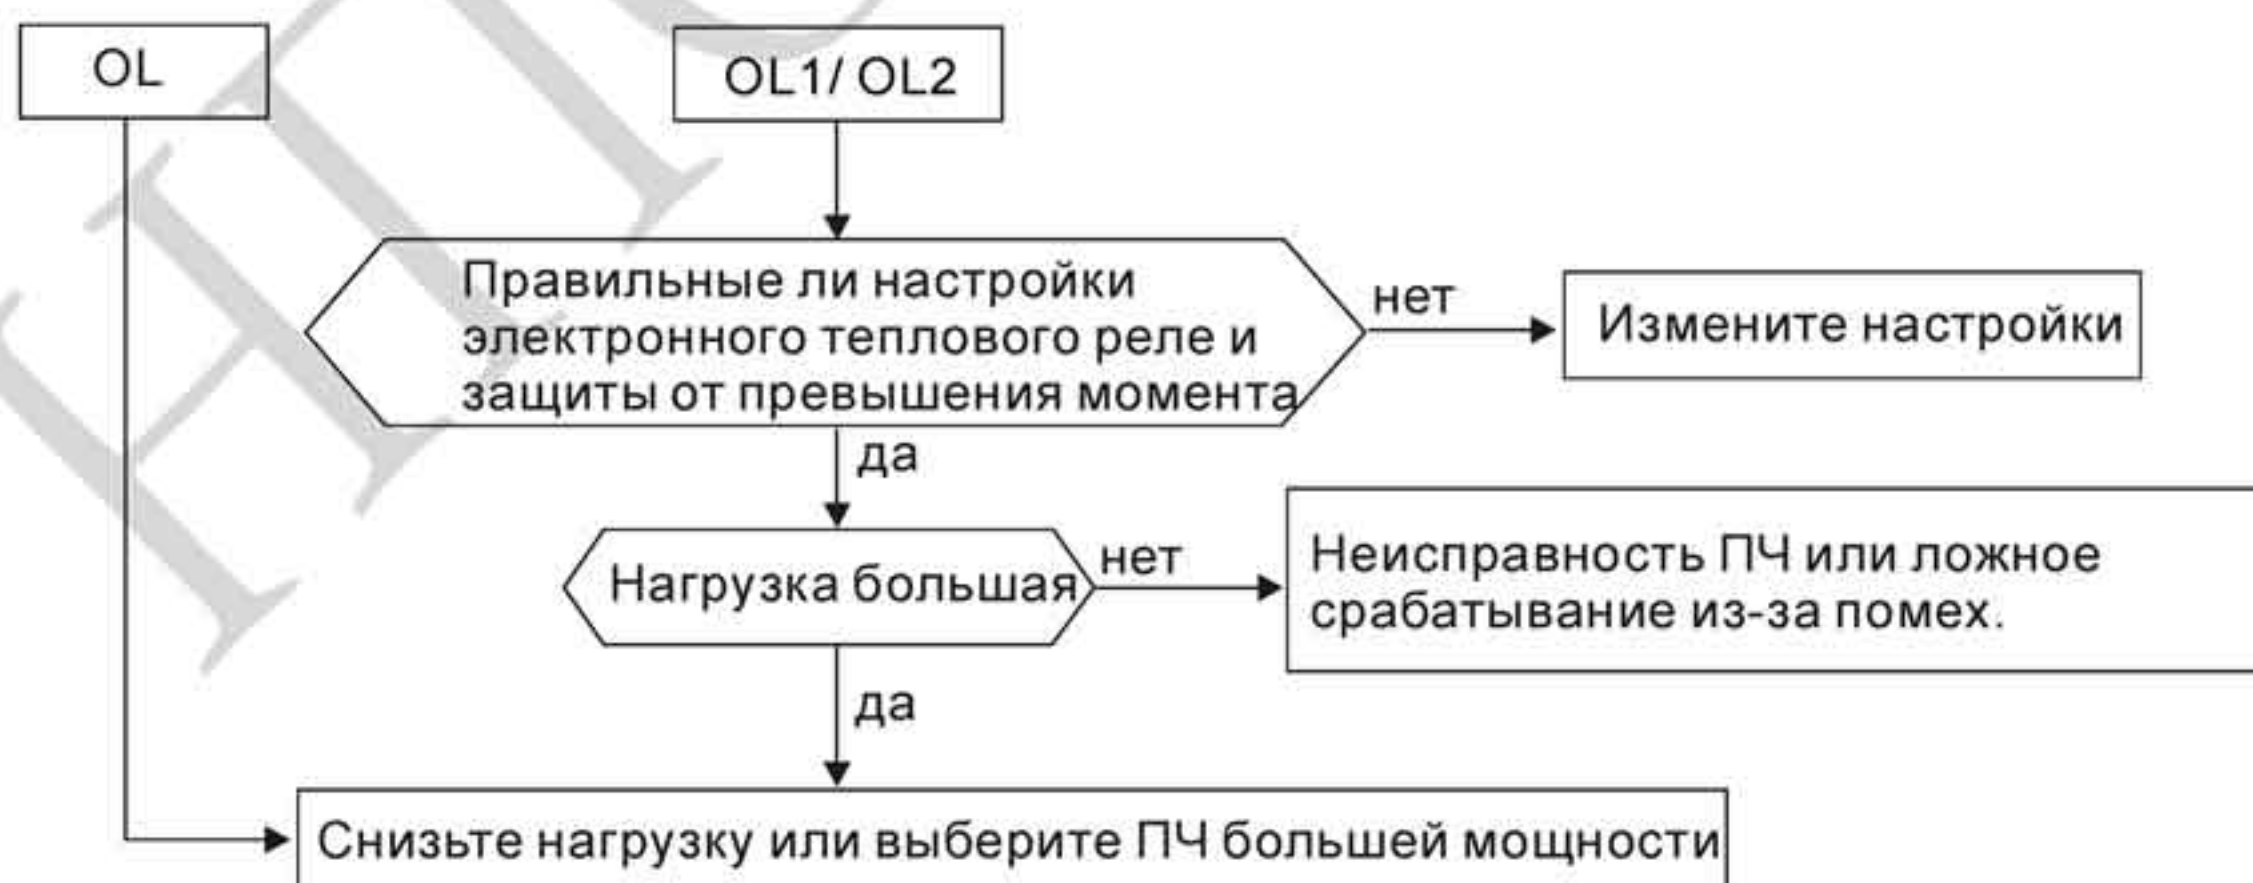 OL
OL1/ OL2
Правильные ли настройки
электронного теплового реле и
защиты от превышения момента
нет
Измените настройки
да
Нагрузка большая
нет
Неисправность ПЧ или ложное
срабатывание из-за помех.
да
Снизьте нагрузку или выберите ПЧ большей мощности